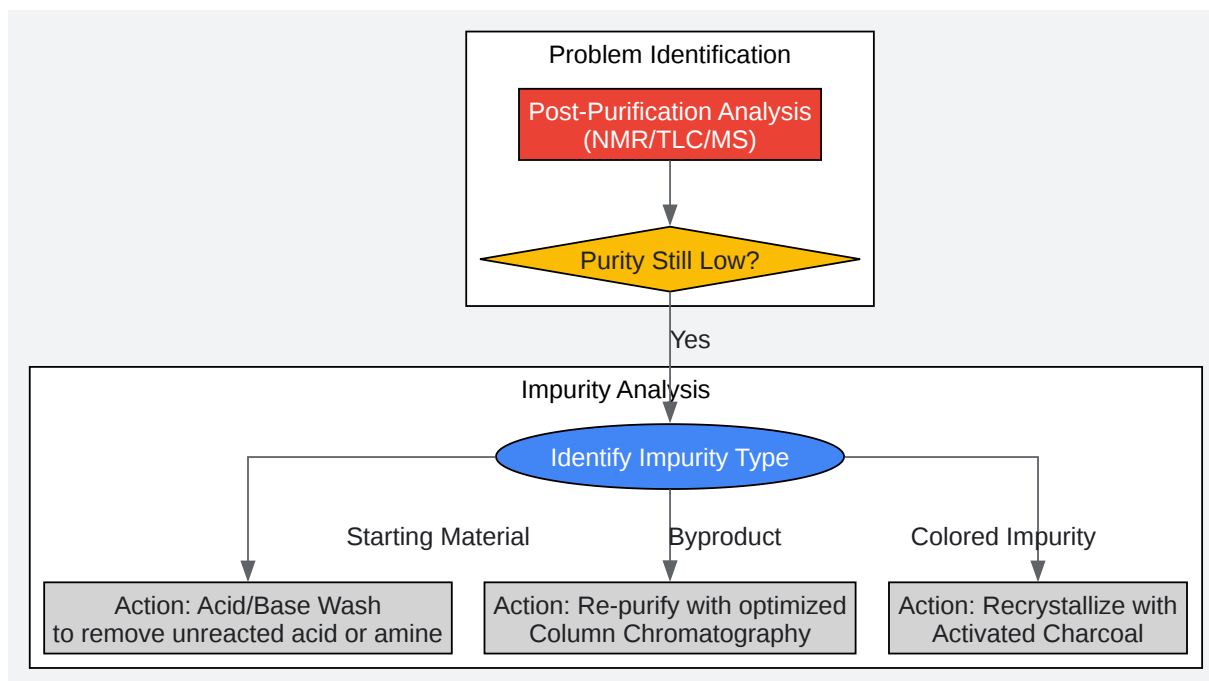 Problem Identification
Post-Purification Analysis
(NMR/TLC/MS)
Purity Still Low?
Yes
Impurity Analysis
Identify Impurity Type
Starting Material
Byproduct
Colored Impurity
Action: Acid/Base Wash
to remove unreacted acid or amine
Action: Re-purify with optimized
Column Chromatography
Action: Recrystallize with
Activated Charcoal